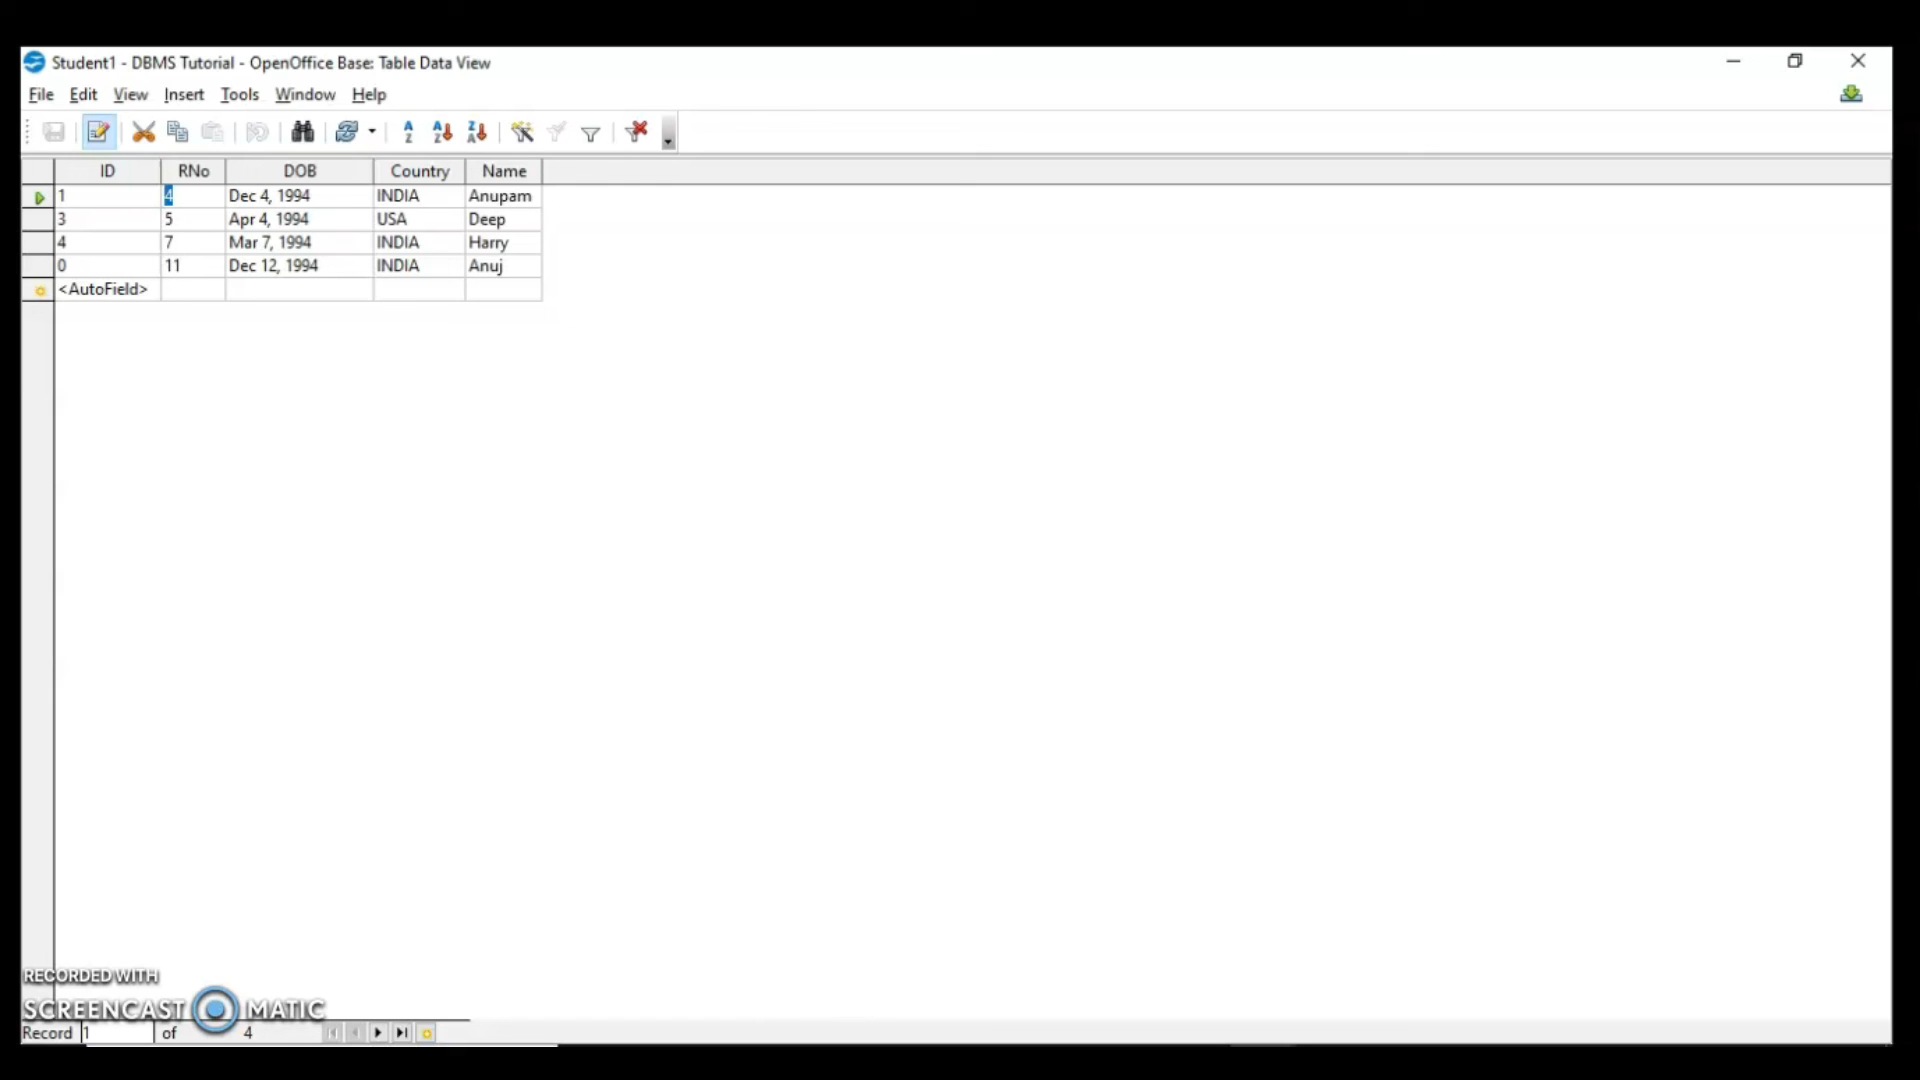 Student1 - DBMS Tutorial - OpenOffice Base: Table Data View
File Edit View Insert Tools Window Help
ID RNo DOB Country Name
1 4 Dec 4, 1994 INDIA Anupam
3 5 Apr 4, 1994 USA Deep
4 7 Mar 7, 1994 INDIA Harry
0 11 Dec 12, 1994 INDIA Anuj
<AutoField>
RECORDED WITH
SCREENCAST MATIC
Record 1 of 4